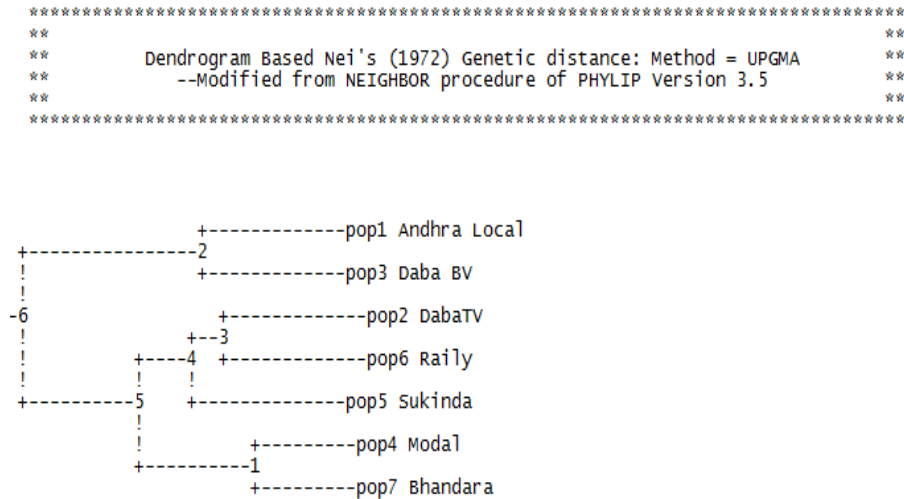 ***********************************************************************************
** **
** Dendrogram Based Nei's (1972) Genetic distance: Method = UPGMA **
** --Modified from NEIGHBOR procedure of PHYLIP Version 3.5 **
** **
***********************************************************************************
+-------------pop1 Andhra Local
+----------------2
! +-------------pop3 Daba BV
!
-6 +-------------pop2 DabaTV
! +--3
! +----4 +-------------pop6 Raily
! ! !
+----------5 +--------------pop5 Sukinda
!
! +---------pop4 Modal
+----------1
+---------pop7 Bhandara